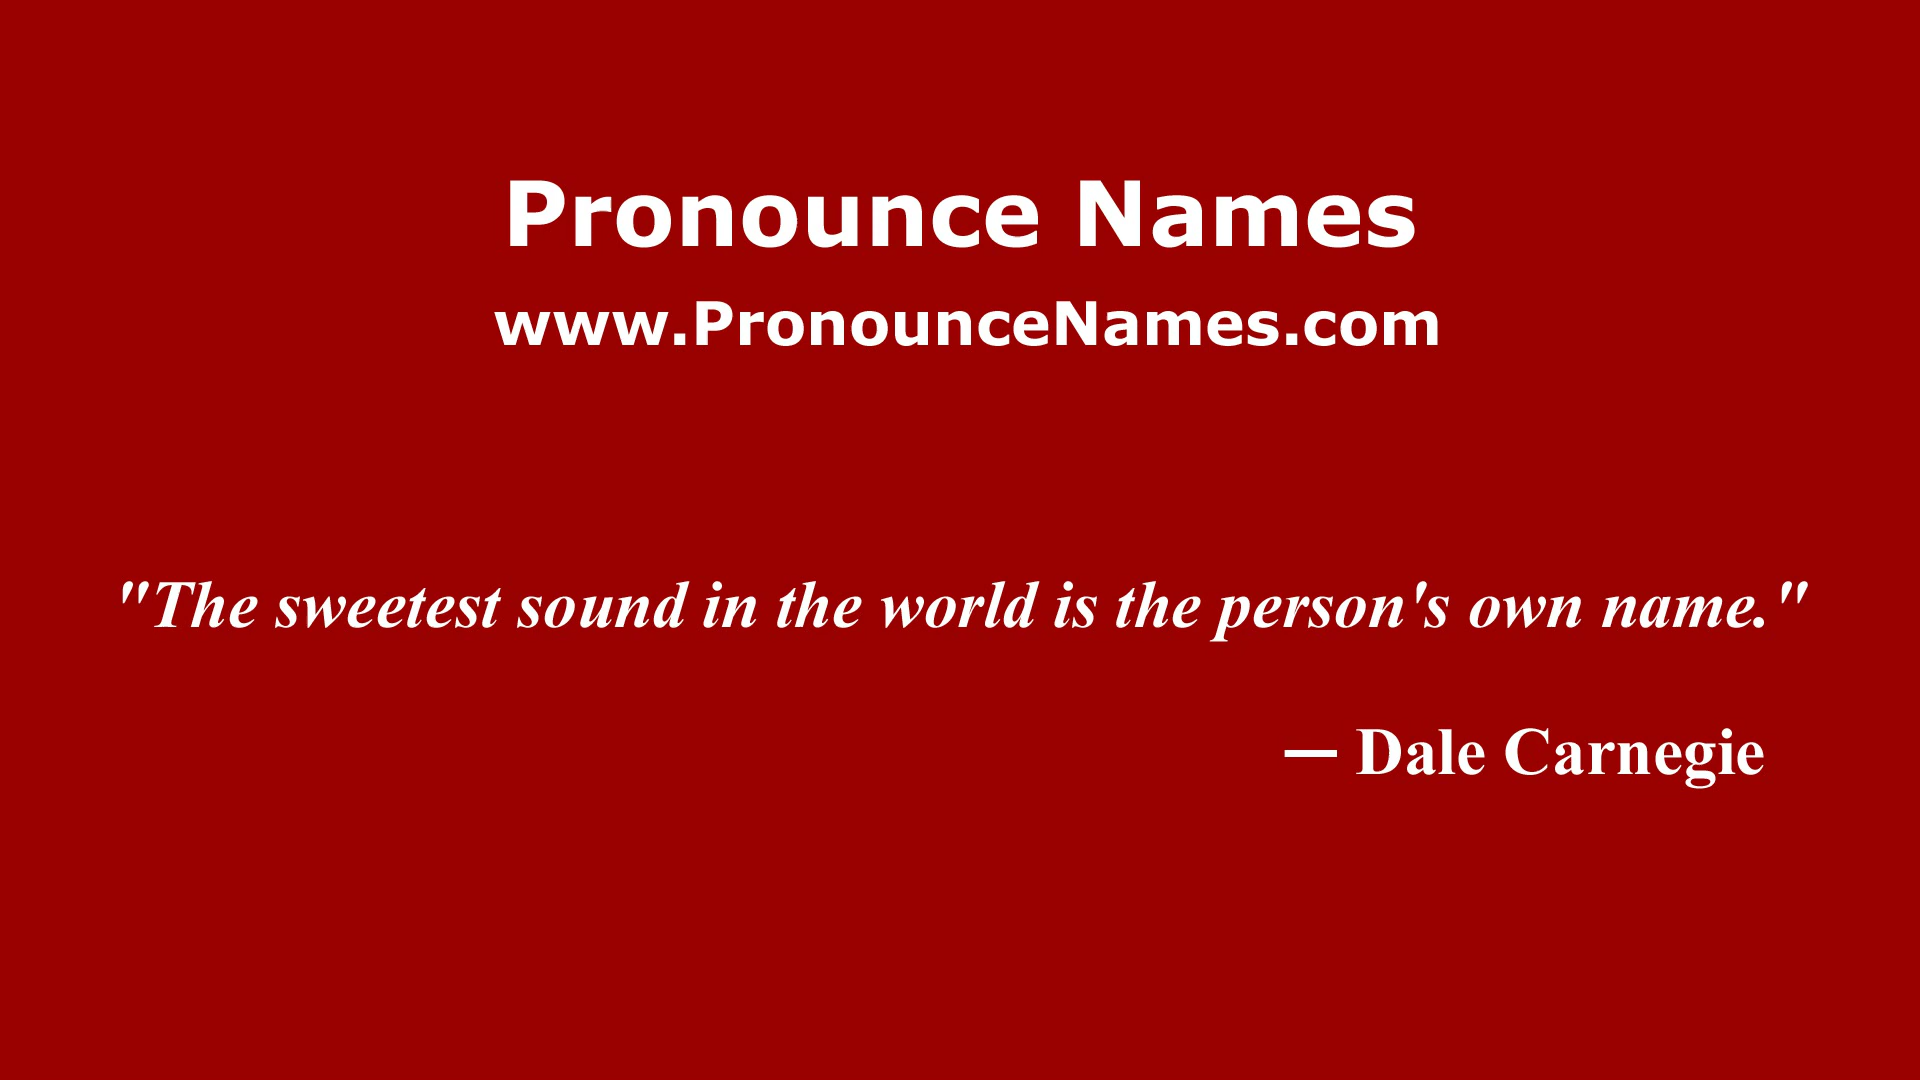 Pronounce Names
www.PronounceNames.com
"The sweetest sound in the world is the person's own name."
— Dale Carnegie